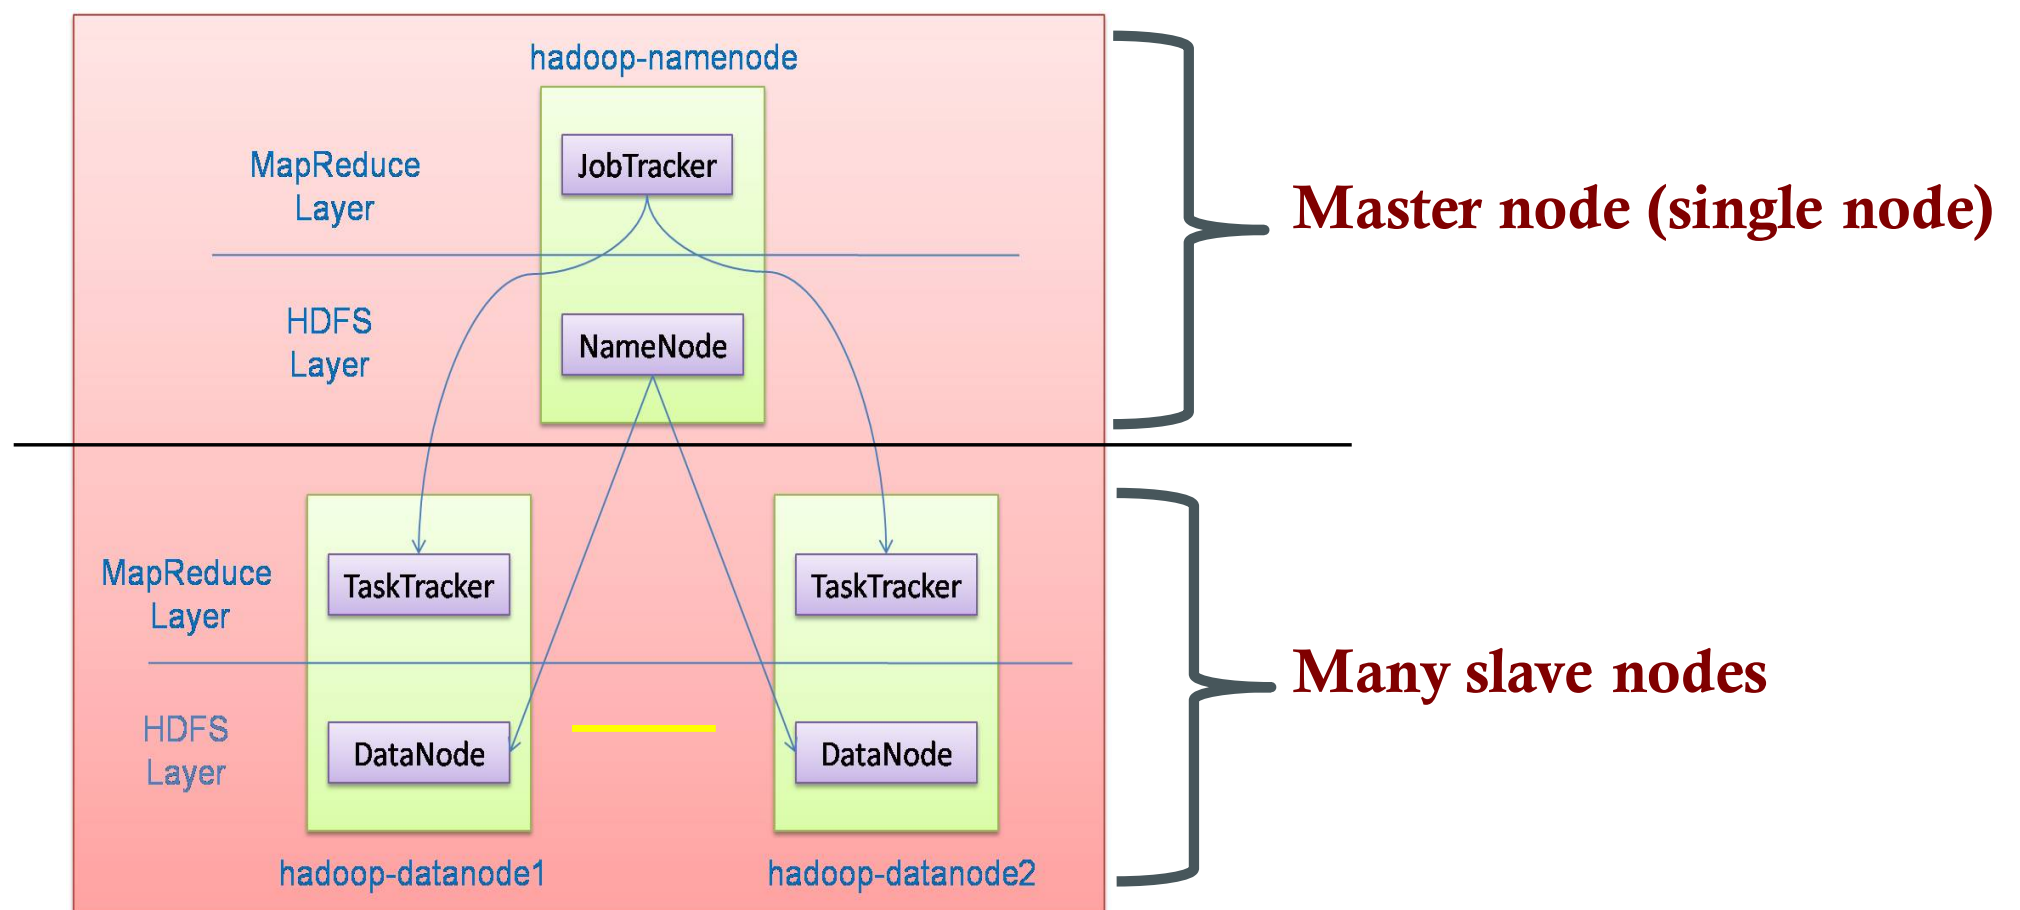 hadoop-namenode
MapReduce
Layer
JobTracker
Master node (single node)
HDFS
Layer
NameNode
MapReduce
Layer
TaskTracker
TaskTracker
Many slave nodes
HDFS
Layer
DataNode
DataNode
hadoop-datanode1
hadoop-datanode2